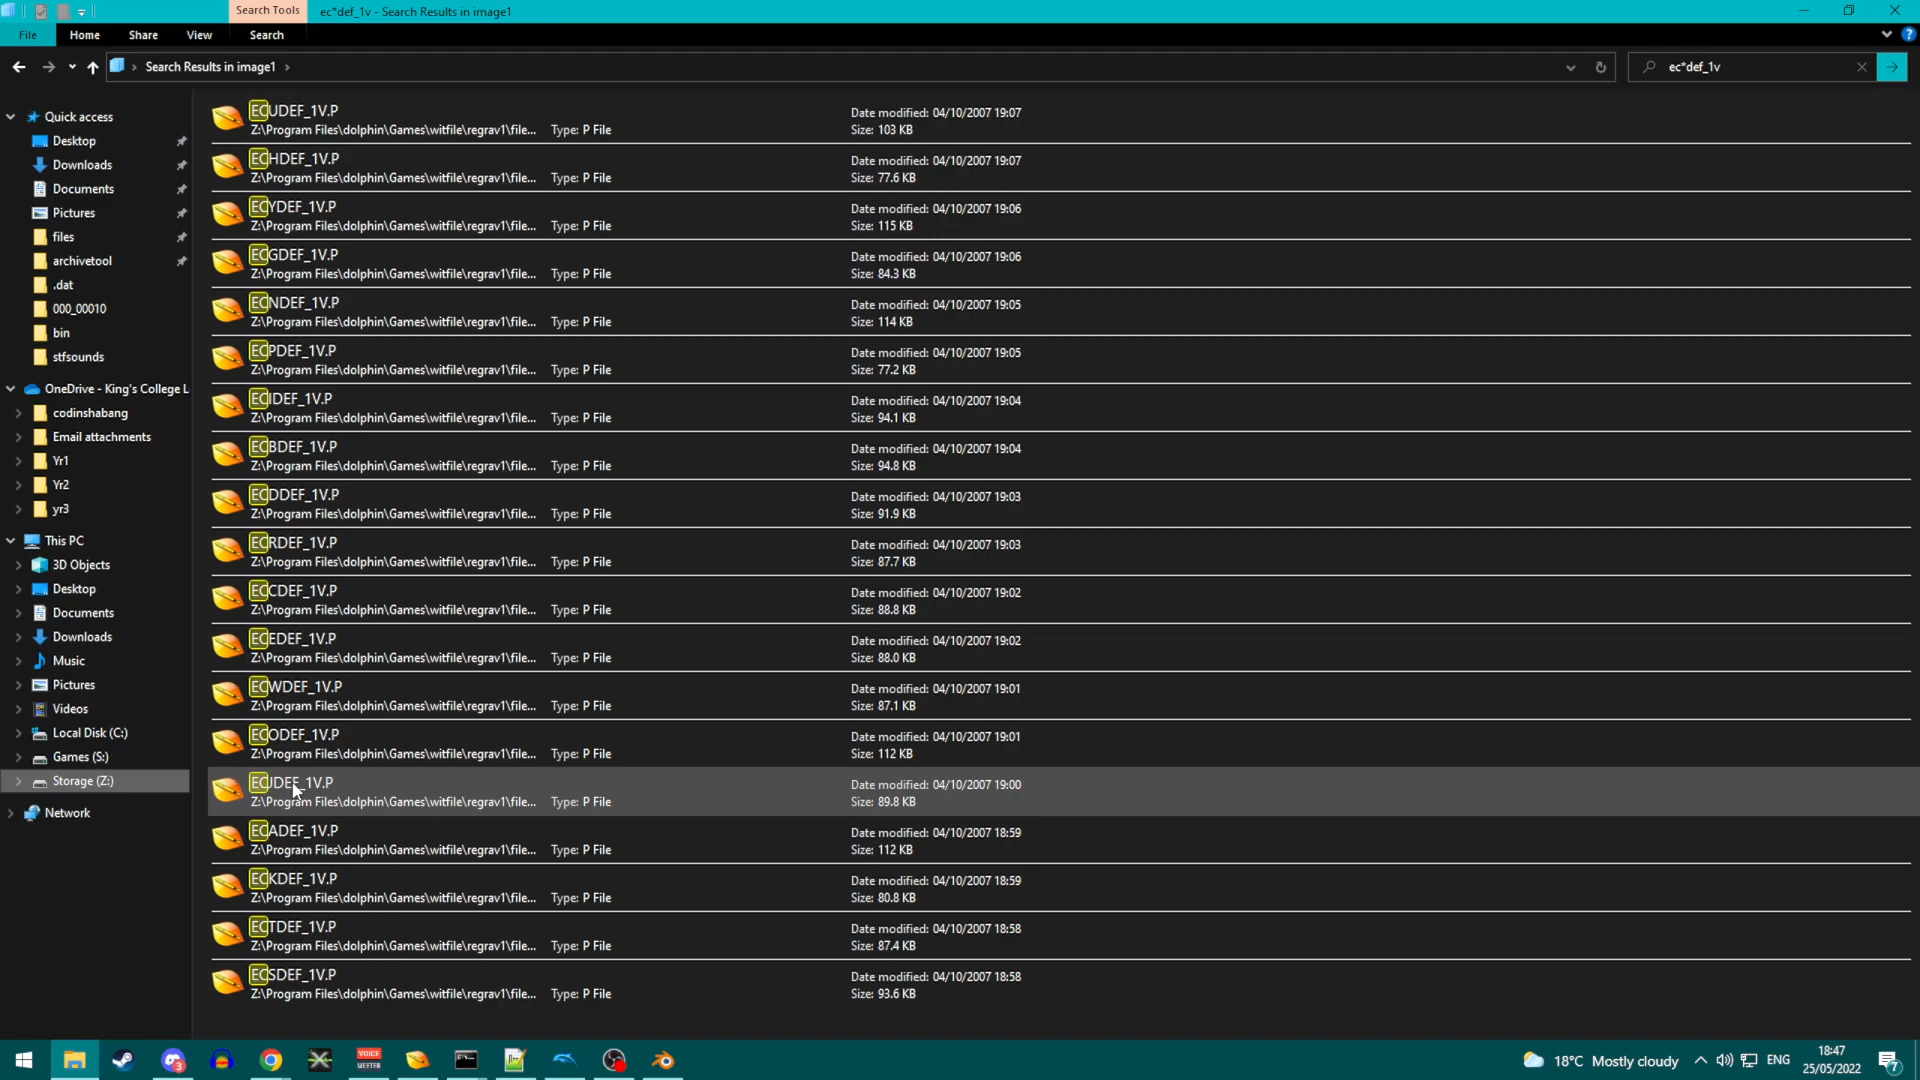 Search Tools
ec*def_1v - Search Results in image1
File
Home
Share
View
Search
Search Results in image1
ec*def_1v
Quick access
Desktop
Downloads
Documents
Pictures
files
archivetool
.dat
000_00010
bin
stfsounds
OneDrive - King's College L
codinshabang
Email attachments
Yr1
Yr2
yr3
This PC
3D Objects
Desktop
Documents
Downloads
Music
Pictures
Videos
Local Disk (C:)
Games (S:)
Storage (Z:)
Network
ECUDEF_1V.P
Date modified: 04/10/2007 19:07
Z:\Program Files\dolphin\Games\witfile\regrav1\file... Type: P File
Size: 103 KB
ECHDEF_1V.P
Date modified: 04/10/2007 19:07
Z:\Program Files\dolphin\Games\witfile\regrav1\file... Type: P File
Size: 77.6 KB
ECYDEF_1V.P
Date modified: 04/10/2007 19:06
Z:\Program Files\dolphin\Games\witfile\regrav1\file... Type: P File
Size: 115 KB
ECGDEF_1V.P
Date modified: 04/10/2007 19:06
Z:\Program Files\dolphin\Games\witfile\regrav1\file... Type: P File
Size: 84.3 KB
ECNDEF_1V.P
Date modified: 04/10/2007 19:05
Z:\Program Files\dolphin\Games\witfile\regrav1\file... Type: P File
Size: 114 KB
ECPDEF_1V.P
Date modified: 04/10/2007 19:05
Z:\Program Files\dolphin\Games\witfile\regrav1\file... Type: P File
Size: 77.2 KB
ECIDEF_1V.P
Date modified: 04/10/2007 19:04
Z:\Program Files\dolphin\Games\witfile\regrav1\file... Type: P File
Size: 94.1 KB
ECBDEF_1V.P
Date modified: 04/10/2007 19:04
Z:\Program Files\dolphin\Games\witfile\regrav1\file... Type: P File
Size: 94.8 KB
ECDDEF_1V.P
Date modified: 04/10/2007 19:03
Z:\Program Files\dolphin\Games\witfile\regrav1\file... Type: P File
Size: 91.9 KB
ECRDEF_1V.P
Date modified: 04/10/2007 19:03
Z:\Program Files\dolphin\Games\witfile\regrav1\file... Type: P File
Size: 87.7 KB
ECCDEF_1V.P
Date modified: 04/10/2007 19:02
Z:\Program Files\dolphin\Games\witfile\regrav1\file... Type: P File
Size: 88.8 KB
ECEDEF_1V.P
Date modified: 04/10/2007 19:02
Z:\Program Files\dolphin\Games\witfile\regrav1\file... Type: P File
Size: 88.0 KB
ECWDEF_1V.P
Date modified: 04/10/2007 19:01
Z:\Program Files\dolphin\Games\witfile\regrav1\file... Type: P File
Size: 87.1 KB
ECODEF_1V.P
Date modified: 04/10/2007 19:01
Z:\Program Files\dolphin\Games\witfile\regrav1\file... Type: P File
Size: 112 KB
ECJDEF_1V.P
Date modified: 04/10/2007 19:00
Z:\Program Files\dolphin\Games\witfile\regrav1\file... Type: P File
Size: 89.8 KB
ECADEF_1V.P
Date modified: 04/10/2007 18:59
Z:\Program Files\dolphin\Games\witfile\regrav1\file... Type: P File
Size: 112 KB
ECKDEF_1V.P
Date modified: 04/10/2007 18:59
Z:\Program Files\dolphin\Games\witfile\regrav1\file... Type: P File
Size: 80.8 KB
ECTDEF_1V.P
Date modified: 04/10/2007 18:58
Z:\Program Files\dolphin\Games\witfile\regrav1\file... Type: P File
Size: 87.4 KB
ECSDEF_1V.P
Date modified: 04/10/2007 18:58
Z:\Program Files\dolphin\Games\witfile\regrav1\file... Type: P File
Size: 93.6 KB
3
VOICE
MEETER
18°C Mostly cloudy
ENG
18:47
25/05/2022
7